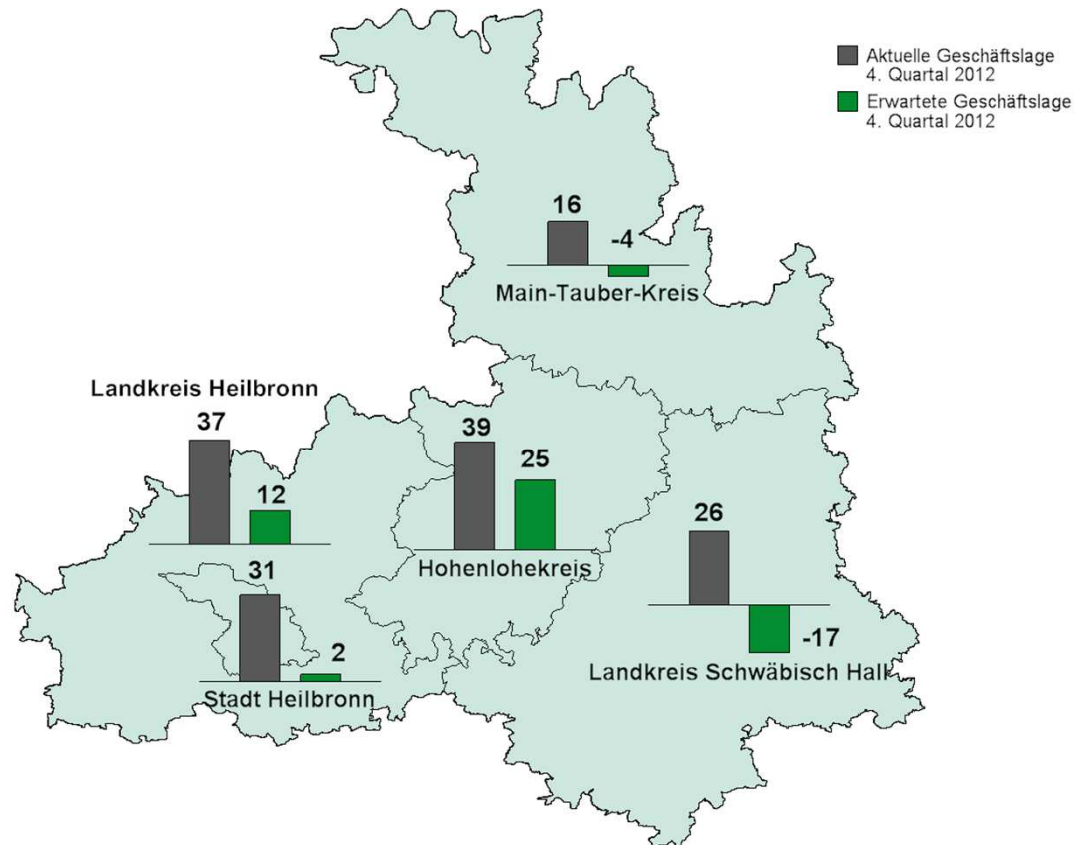 Aktuelle Geschäftslage
4. Quartal 2012
Erwartete Geschäftslage
4. Quartal 2012
16
-4
Main-Tauber-Kreis
Landkreis Heilbronn
37
12
39
25
Hohenlohekreis
26
-17
Landkreis Schwäbisch Hall
31
2
Stadt Heilbronn